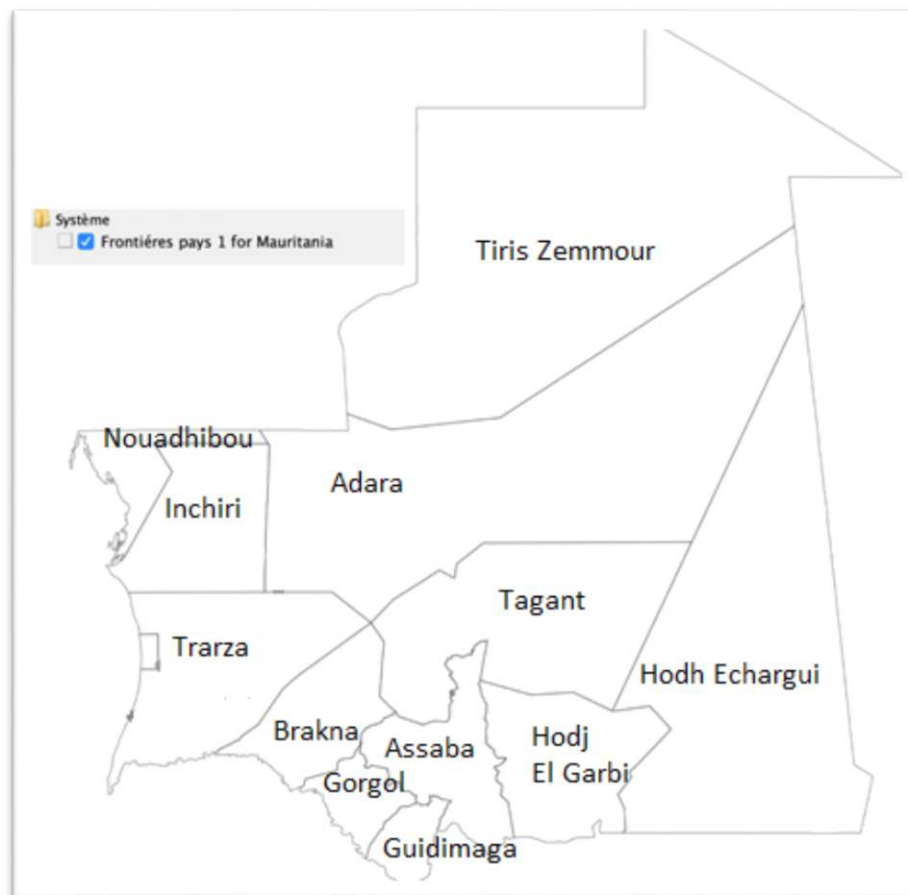 Système
Frontiéres pays 1 for Mauritania
Tiris Zemmour
Nouadhibou
Adara
Inchiri
Tagant
Trarza
Hodh Echargui
Brakna
Assaba
Hodj
El Garbi
Gorgol
Guidimaga